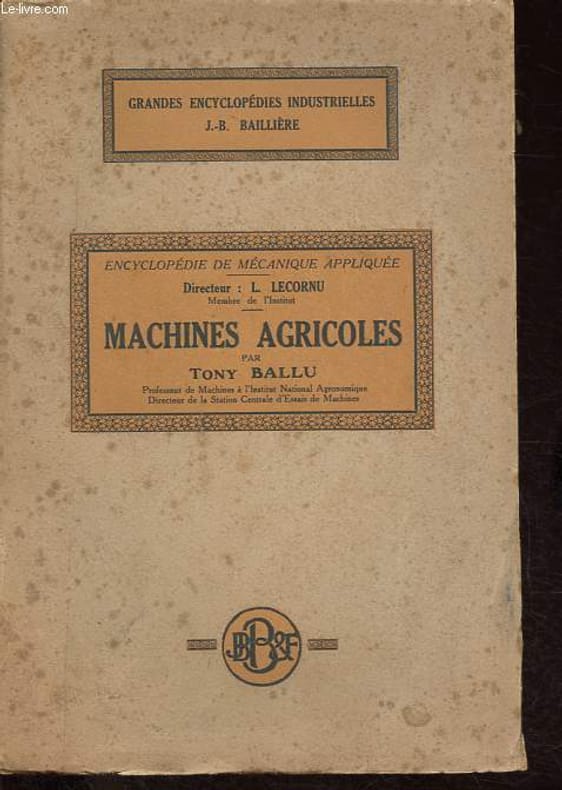 Le-livre.com
GRANDES ENCYCLOPÉDIES INDUSTRIELLES
J.-B. BAILLIÈRE
ENCYCLOPÉDIE DE MÉCANIQUE APPLIQUÉE
Directeur : L. LECORNU
Membre de l'Institut
MACHINES AGRICOLES
PAR
TONY BALLU
Professeur de Machines à l'Institut National Agronomique
Directeur de la Station Centrale d'Essais de Machines
JBB&F